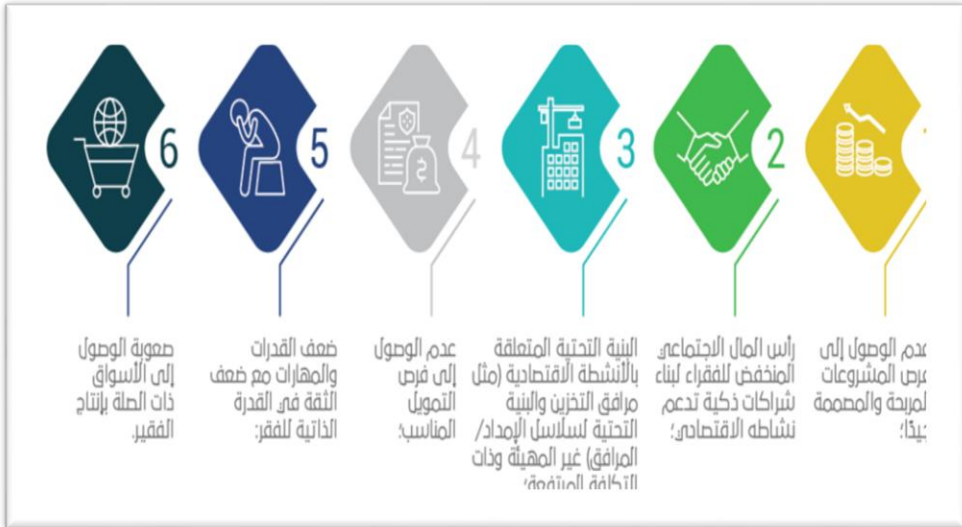 2
3
4
5
6
عدم الوصول إلى
فرص المشروعات
المربحة والمصممة
جيدًا؛
رأس المال الاجتماعي
المنخفض للفقراء لبناء
شراكات ذكية تدعم
نشاطه الاقتصادي؛
البنية التحتية المتعلقة
بالأنشطة الاقتصادية (مثل
مرافق التخزين والبنية
التحتية لسلاسل الإمداد/
المرافق) غير المهيئة وذات
التكلفة المرتفعة؛
عدم الوصول
إلى فرص
التمويل
المناسب؛
ضعف القدرات
والمهارات مع ضعف
الثقة في القدرة
الذاتية للفقر؛
صعوبة الوصول
إلى الأسواق
ذات الصلة بإنتاج
الفقير.